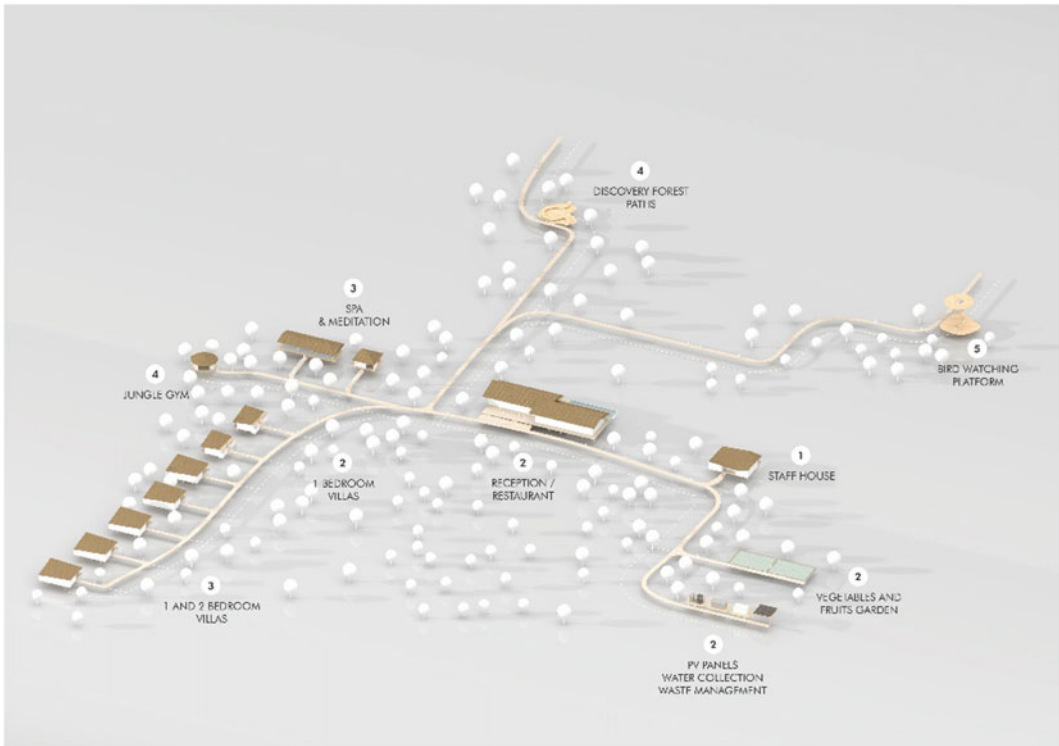 4
DISCOVERY FOREST
PATHS
3
SPA
& MEDITATION
5
BIRD WATCHING
PLATFORM
4
JUNGLE GYM
2
1 BEDROOM
VILLAS
2
RECEPTION /
RESTAURANT
1
STAFF HOUSE
3
1 AND 2 BEDROOM
VILLAS
2
VEGETABLES AND
FRUITS GARDEN
2
PV PANELS
WATER COLLECTION
WASTE MANAGEMENT